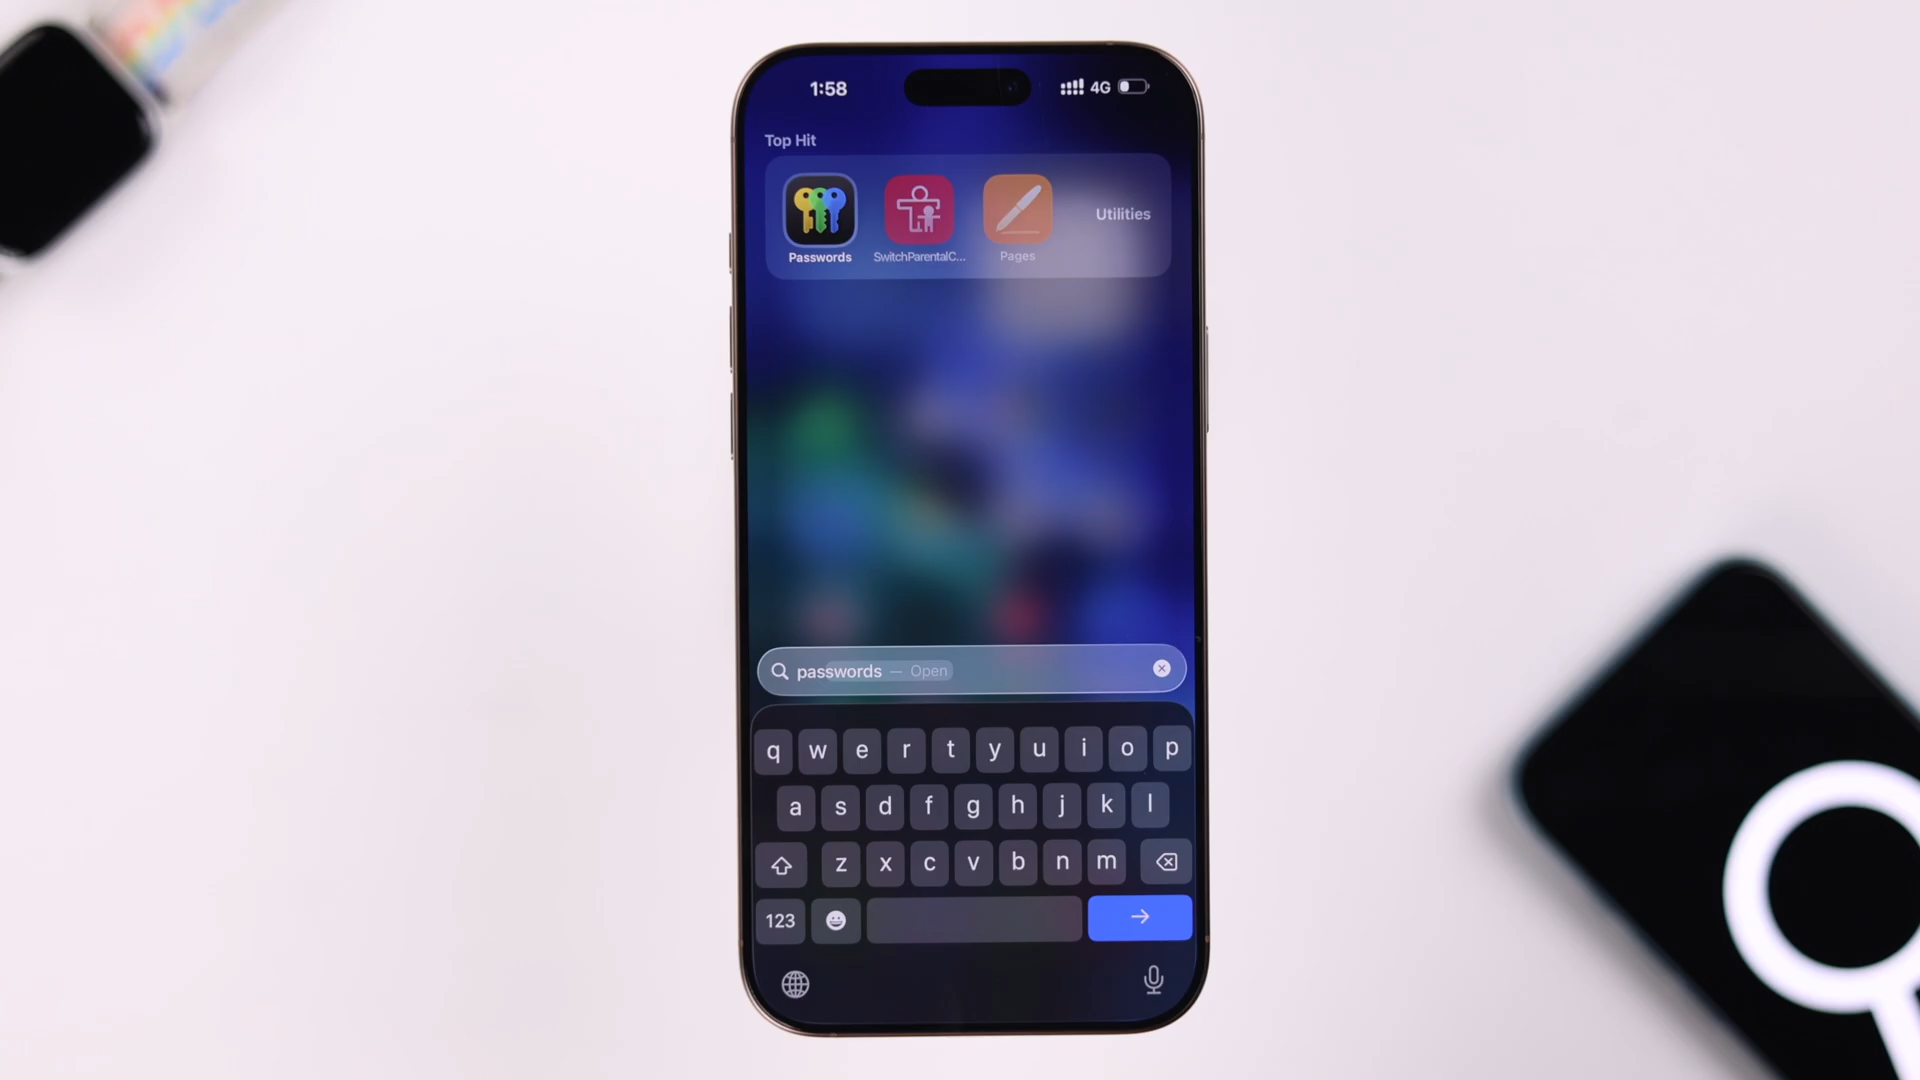 1:58
4G
Top Hit
Passwords
SwitchParentalC...
Pages
Utilities
passwords — Open
q w e r t y u i o p
a s d f g h j k l
z x c v b n m
123